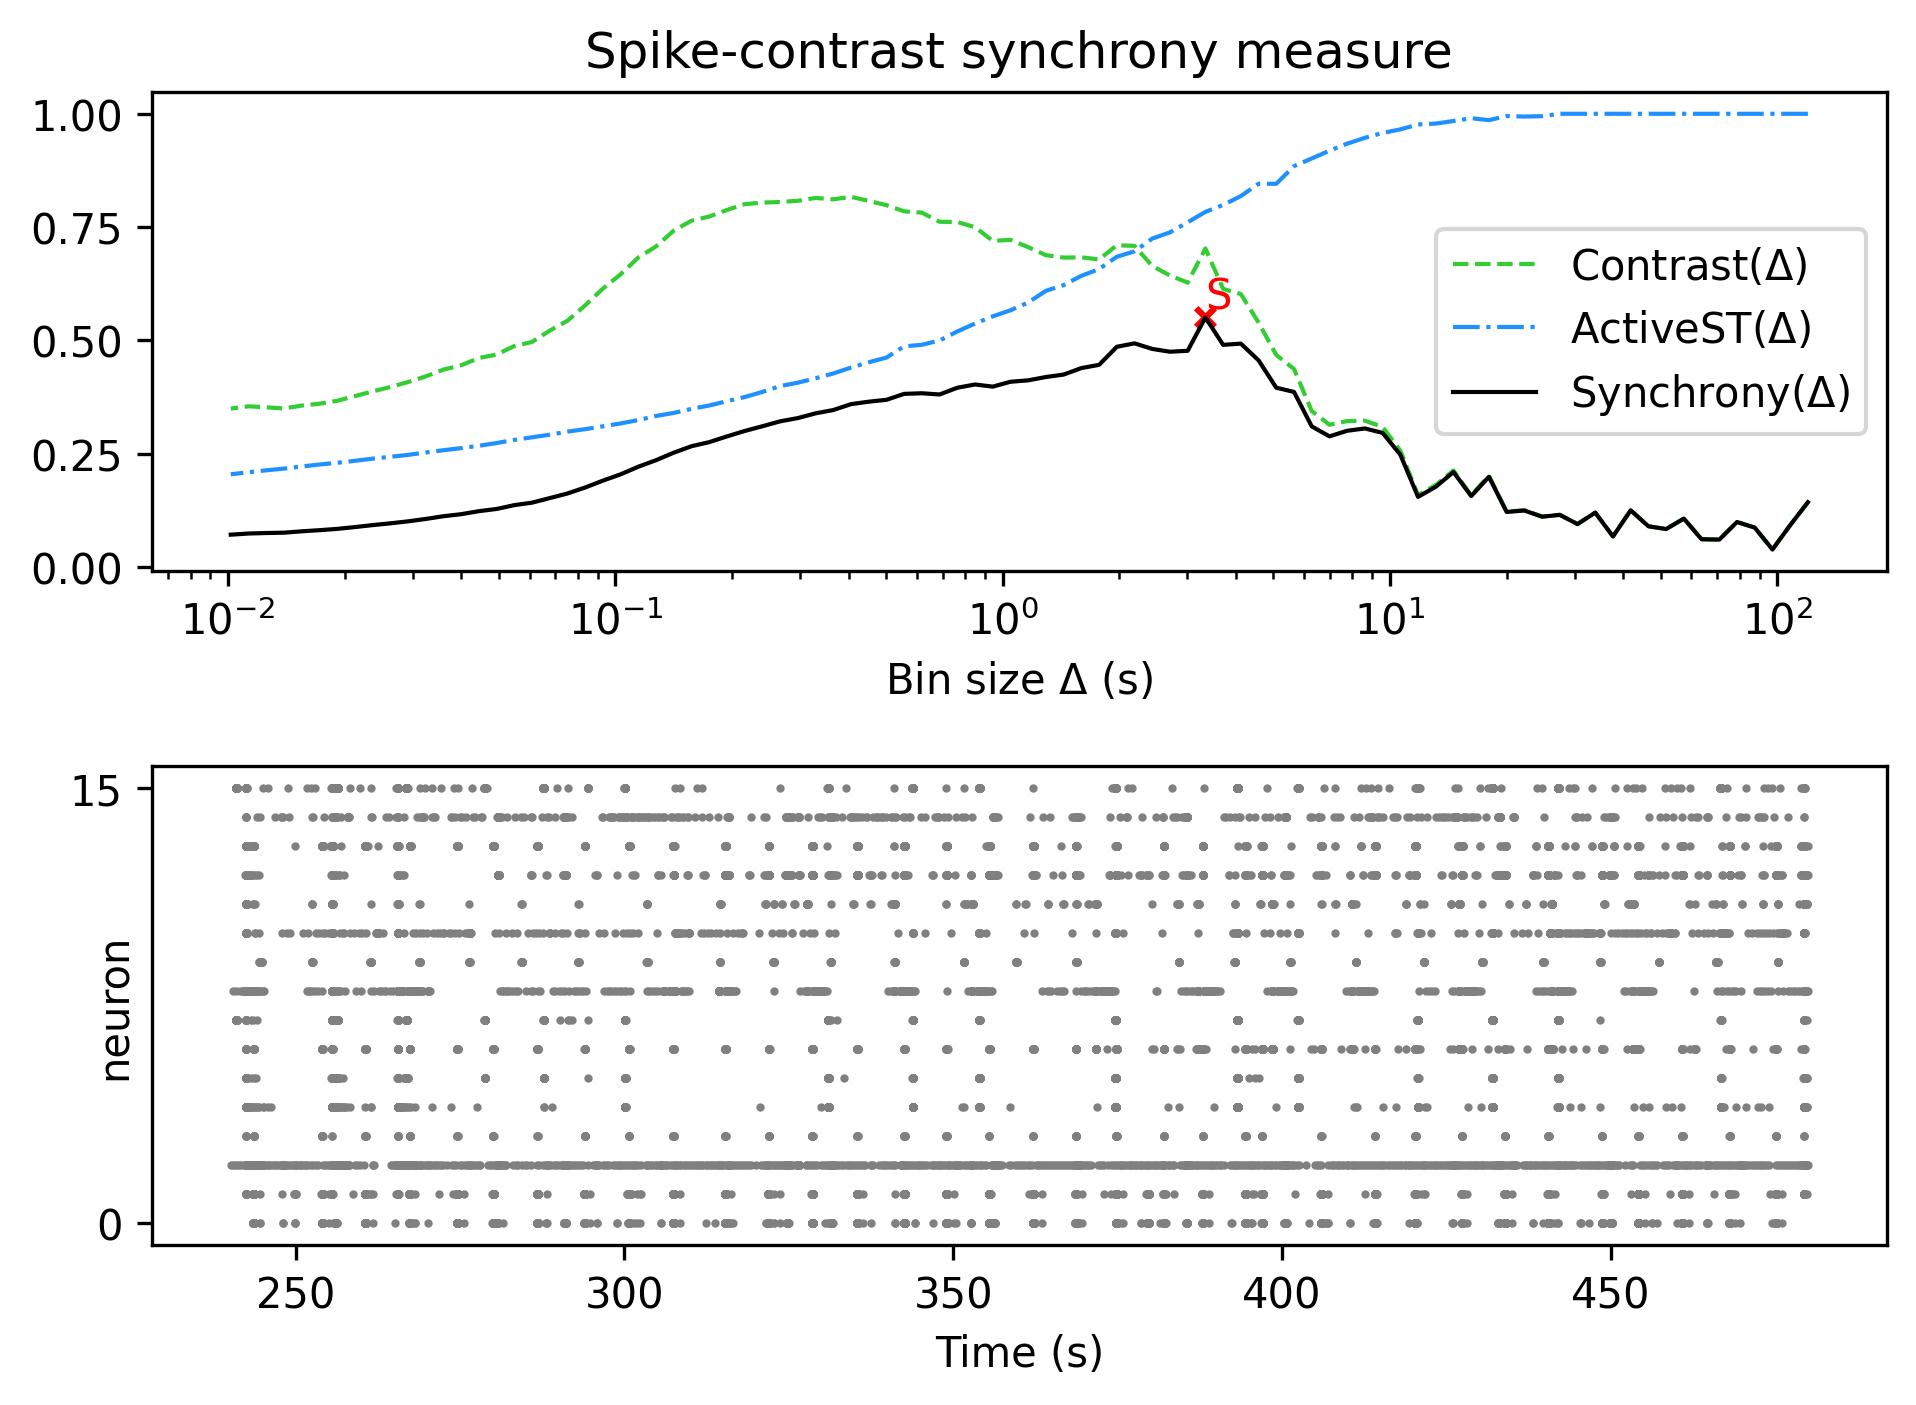 Spike-contrast synchrony measure
1.00
0.75
0.50
0.25
0.00
S
Contrast(Δ)
ActiveST(Δ)
Synchrony(Δ)
10⁻² 10⁻¹ 10⁰ 10¹ 10²
Bin size Δ (s)
15
neuron
0
250 300 350 400 450
Time (s)